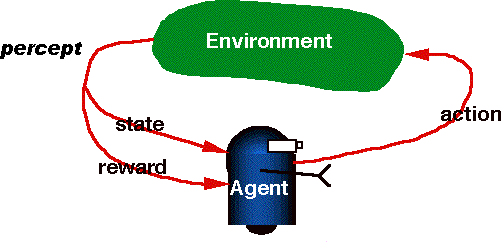 Environment
percept
action
state
reward
Agent